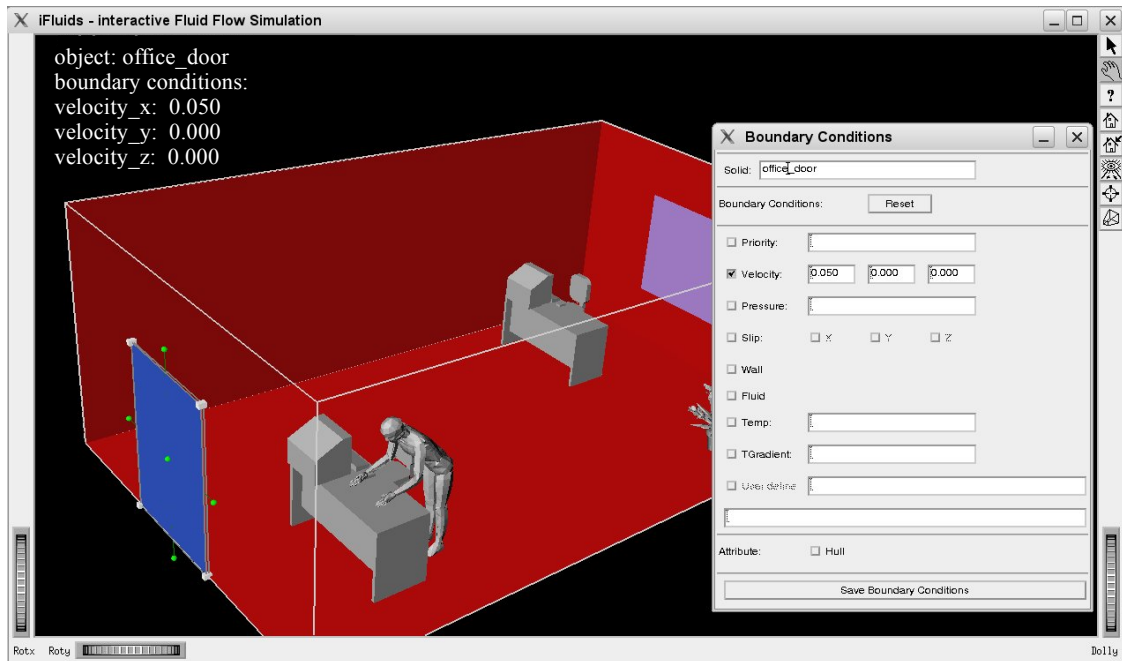 iFluids - interactive Fluid Flow Simulation
object: office_door
boundary conditions:
velocity_x: 0.050
velocity_y: 0.000
velocity_z: 0.000
Boundary Conditions
Solid: office_door
Boundary Conditions: Reset
Priority:
Velocity: 0.050 0.000 0.000
Pressure:
Slip: X Y Z
Wall
Fluid
Temp:
TGradient:
User define
Attribute: Hull
Save Boundary Conditions
?
Rotx Roty Dolly